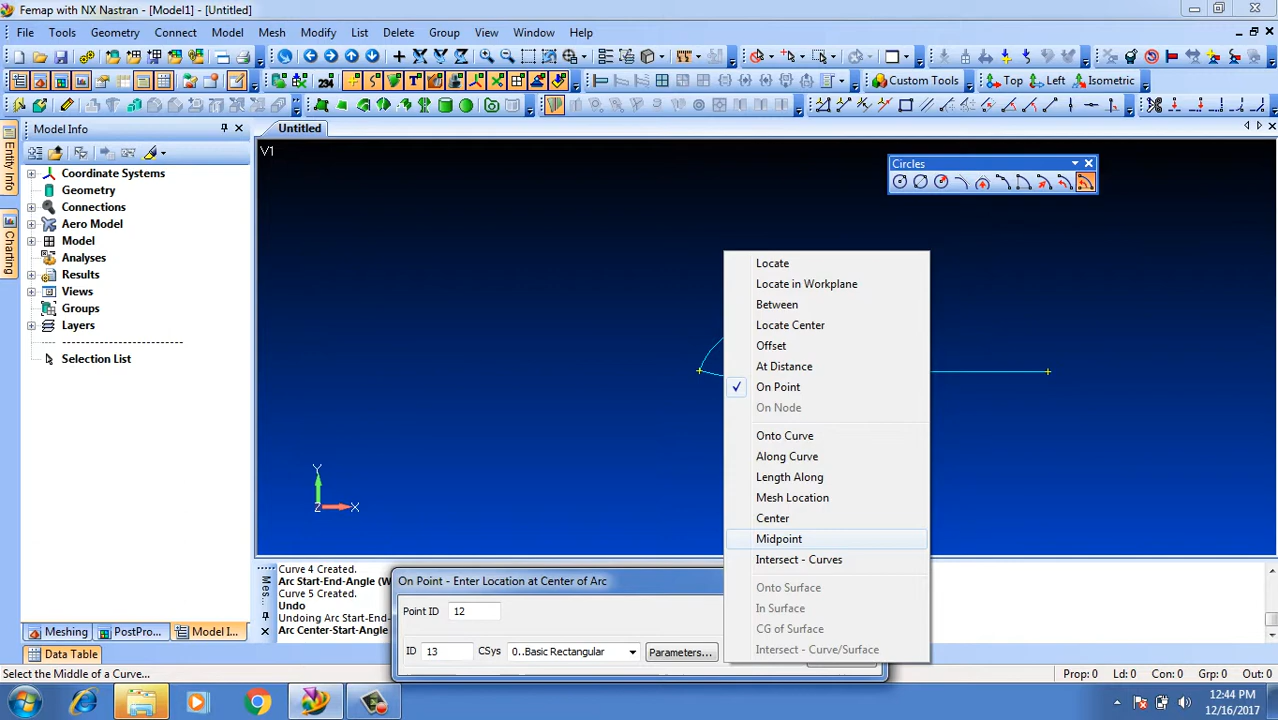 Femap with NX Nastran - [Model1] - [Untitled]
File Tools Geometry Connect Model Mesh Modify List Delete Group View Window Help
234 T Custom Tools Top Left Isometric
Model Info
Untitled
Entity Info
Charting
Coordinate Systems
Geometry
Connections
Aero Model
Model
Analyses
Results
Views
Groups
Layers
Selection List
V1
Circles
Y
Z X
Locate
Locate in Workplane
Between
Locate Center
Offset
At Distance
On Point
On Node
Onto Curve
Along Curve
Length Along
Mesh Location
Center
Midpoint
Intersect - Curves
Onto Surface
In Surface
CG of Surface
Intersect - Curve/Surface
Mes...
Curve 4 Created.
Arc Start-End-Angle (W
Curve 5 Created.
Undo
Undoing Arc Start-End-
Arc Center-Start-Angle
On Point - Enter Location at Center of Arc
Point ID 12
ID 13 CSys 0..Basic Rectangular Parameters...
Meshing PostPro... Model I...
Data Table
Select the Middle of a Curve...
Prop: 0 Ld: 0 Con: 0 Grp: 0 Out: 0
12:44 PM
12/16/2017